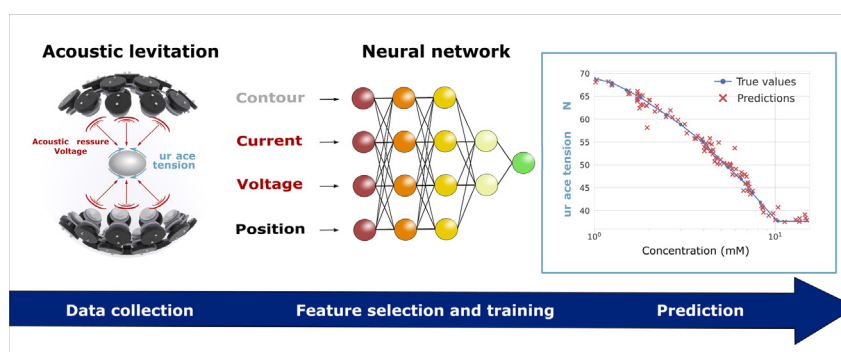 Acoustic levitation
Acoustic ressure
Voltage
ur ace
tension
Neural network
Contour
Current
Voltage
Position
ur ace tension N
70
65
60
55
50
45
40
True values
Predictions
10⁰
10¹
Concentration (mM)
Data collection
Feature selection and training
Prediction